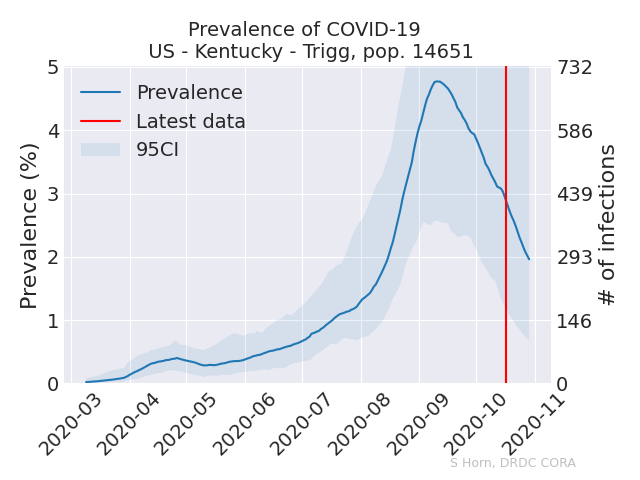 Prevalence of COVID-19
US - Kentucky - Trigg, pop. 14651
Prevalence (%)
5
4
3
2
1
0
Prevalence
Latest data
95CI
732
586
439
293
146
0
# of infections
2020-03
2020-04
2020-05
2020-06
2020-07
2020-08
2020-09
2020-10
2020-11
S Horn, DRDC CORA